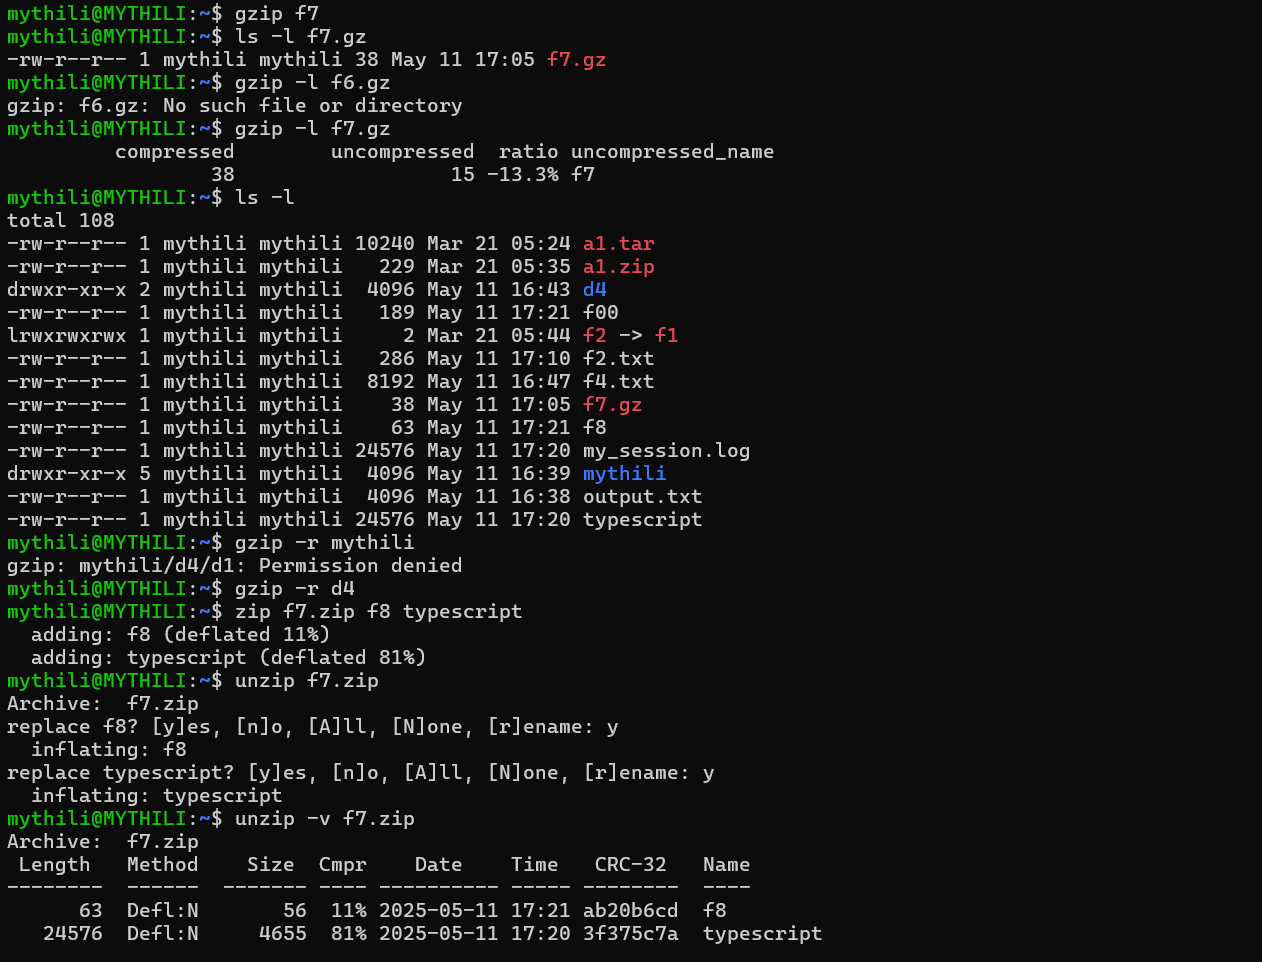 mythili@MYTHILI:~$ gzip f7
mythili@MYTHILI:~$ ls -l f7.gz
-rw-r--r-- 1 mythili mythili 38 May 11 17:05 f7.gz
mythili@MYTHILI:~$ gzip -l f6.gz
gzip: f6.gz: No such file or directory
mythili@MYTHILI:~$ gzip -l f7.gz
         compressed        uncompressed  ratio uncompressed_name
                 38                  15 -13.3% f7
mythili@MYTHILI:~$ ls -l
total 108
-rw-r--r-- 1 mythili mythili 10240 Mar 21 05:24 a1.tar
-rw-r--r-- 1 mythili mythili   229 Mar 21 05:35 a1.zip
drwxr-xr-x 2 mythili mythili  4096 May 11 16:43 d4
-rw-r--r-- 1 mythili mythili   189 May 11 17:21 f00
lrwxrwxrwx 1 mythili mythili     2 Mar 21 05:44 f2 -> f1
-rw-r--r-- 1 mythili mythili   286 May 11 17:10 f2.txt
-rw-r--r-- 1 mythili mythili  8192 May 11 16:47 f4.txt
-rw-r--r-- 1 mythili mythili    38 May 11 17:05 f7.gz
-rw-r--r-- 1 mythili mythili    63 May 11 17:21 f8
-rw-r--r-- 1 mythili mythili 24576 May 11 17:20 my_session.log
drwxr-xr-x 5 mythili mythili  4096 May 11 16:39 mythili
-rw-r--r-- 1 mythili mythili  4096 May 11 16:38 output.txt
-rw-r--r-- 1 mythili mythili 24576 May 11 17:20 typescript
mythili@MYTHILI:~$ gzip -r mythili
gzip: mythili/d4/d1: Permission denied
mythili@MYTHILI:~$ gzip -r d4
mythili@MYTHILI:~$ zip f7.zip f8 typescript
  adding: f8 (deflated 11%)
  adding: typescript (deflated 81%)
mythili@MYTHILI:~$ unzip f7.zip
Archive:  f7.zip
replace f8? [y]es, [n]o, [A]ll, [N]one, [r]ename: y
  inflating: f8
replace typescript? [y]es, [n]o, [A]ll, [N]one, [r]ename: y
  inflating: typescript
mythili@MYTHILI:~$ unzip -v f7.zip
Archive:  f7.zip
 Length   Method    Size  Cmpr    Date    Time   CRC-32   Name
--------  ------  ------- ---- ---------- ----- --------  ----
      63  Defl:N       56  11% 2025-05-11 17:21 ab20b6cd  f8
   24576  Defl:N     4655  81% 2025-05-11 17:20 3f375c7a  typescript